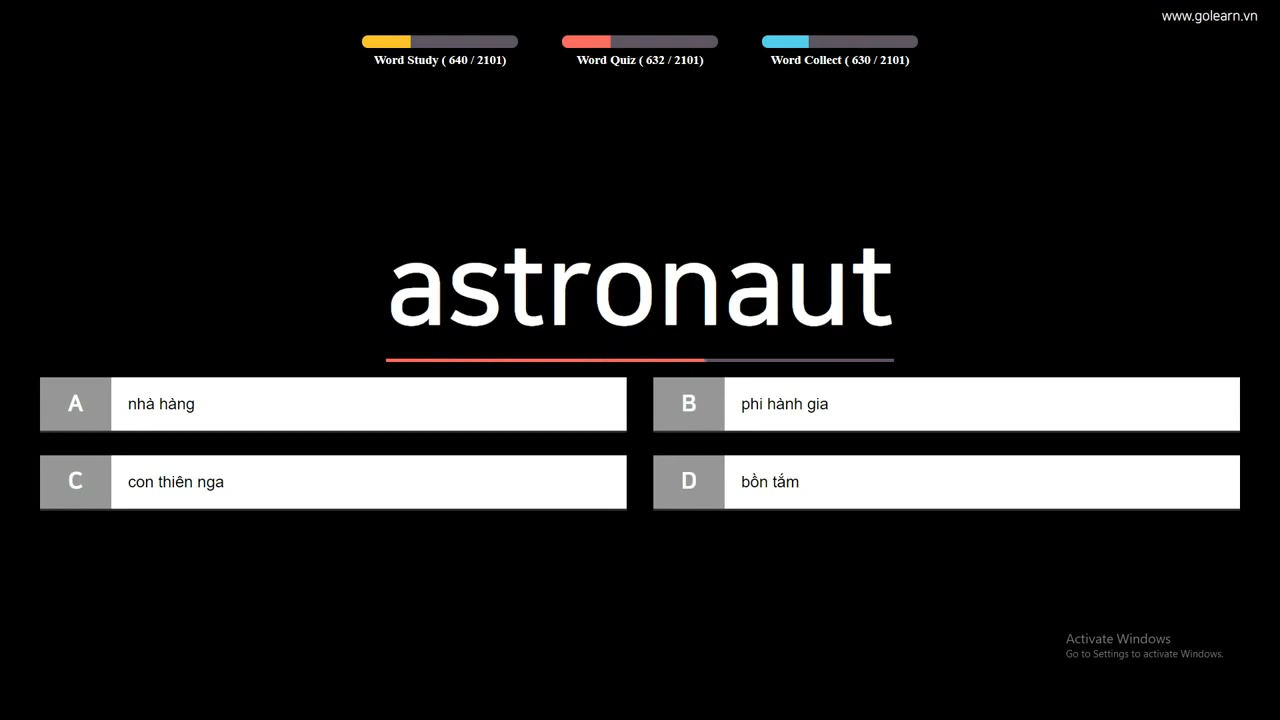 www.golearn.vn
Word Study ( 640 / 2101)
Word Quiz ( 632 / 2101)
Word Collect ( 630 / 2101)
astronaut
A nhà hàng
B phi hành gia
C con thiên nga
D bồn tắm
Activate Windows
Go to Settings to activate Windows.